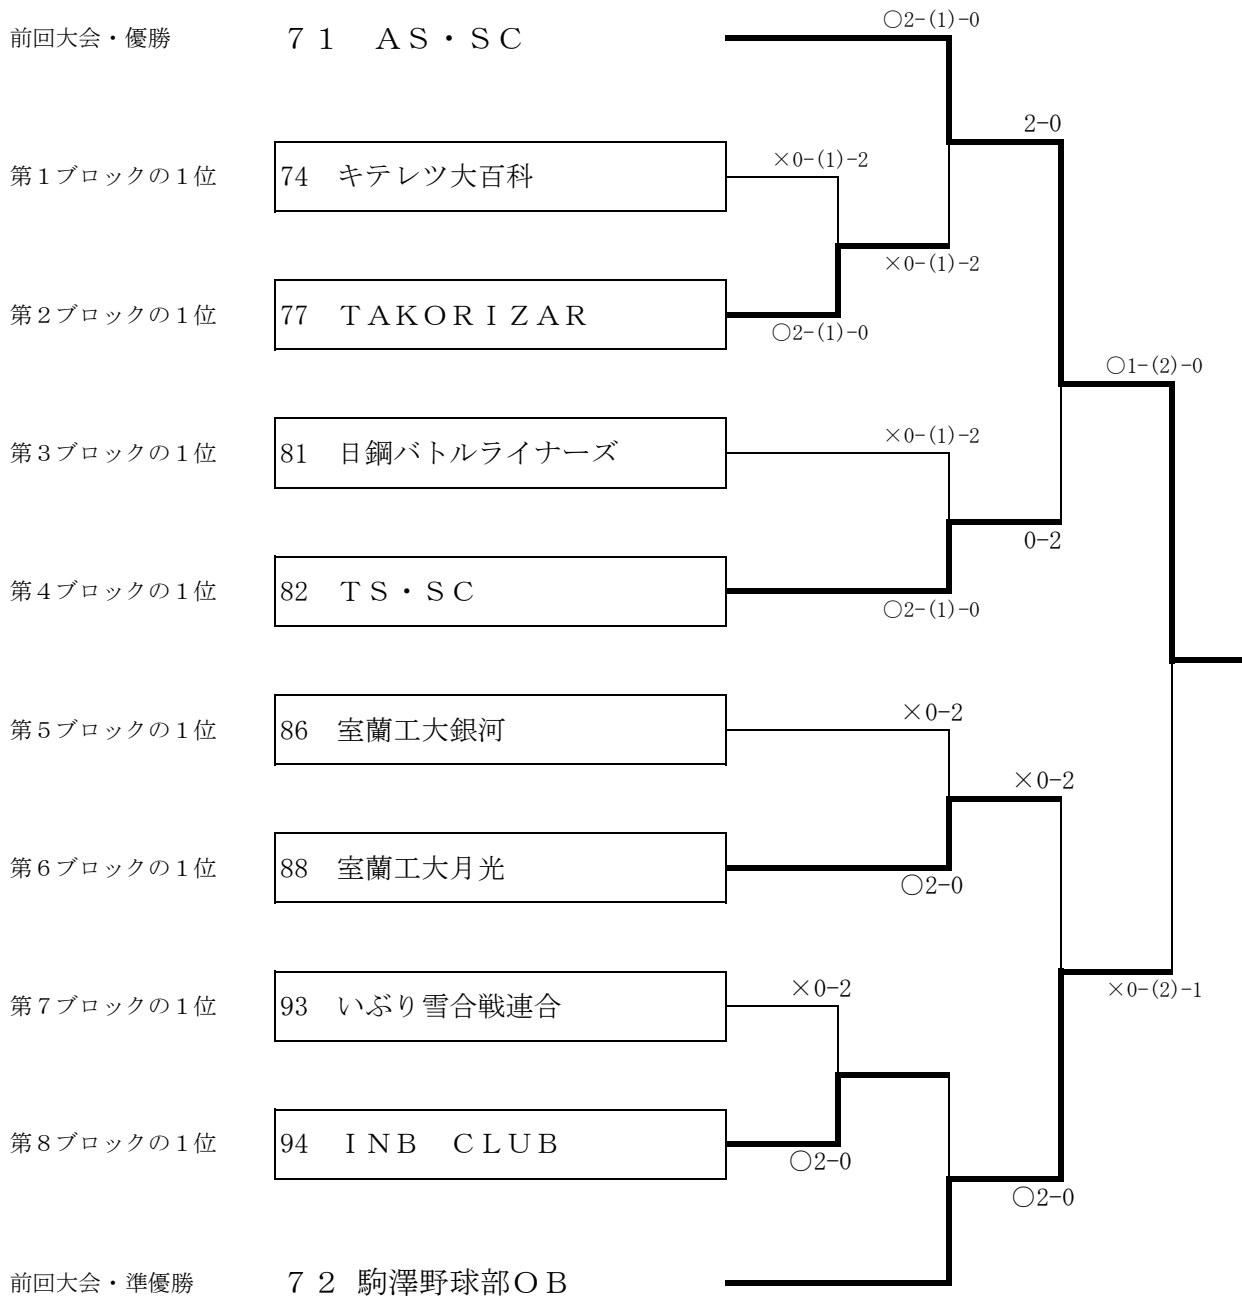 ○2-(1)-0
前回大会・優勝 ７１ ＡＳ・ＳＣ
2-0
×0-(1)-2
第１ブロックの１位 74 キテレツ大百科
×0-(1)-2
第２ブロックの１位 77 ＴＡＫＯＲＩＺＡＲ
○2-(1)-0
○1-(2)-0
×0-(1)-2
第３ブロックの１位 81 日鋼バトルライナーズ
0-2
第４ブロックの１位 82 ＴＳ・ＳＣ
○2-(1)-0
×0-2
第５ブロックの１位 86 室蘭工大銀河
×0-2
第６ブロックの１位 88 室蘭工大月光
○2-0
×0-2
×0-(2)-1
第７ブロックの１位 93 いぶり雪合戦連合
第８ブロックの１位 94 ＩＮＢ ＣＬＵＢ
○2-0
○2-0
前回大会・準優勝 ７２ 駒澤野球部ＯＢ